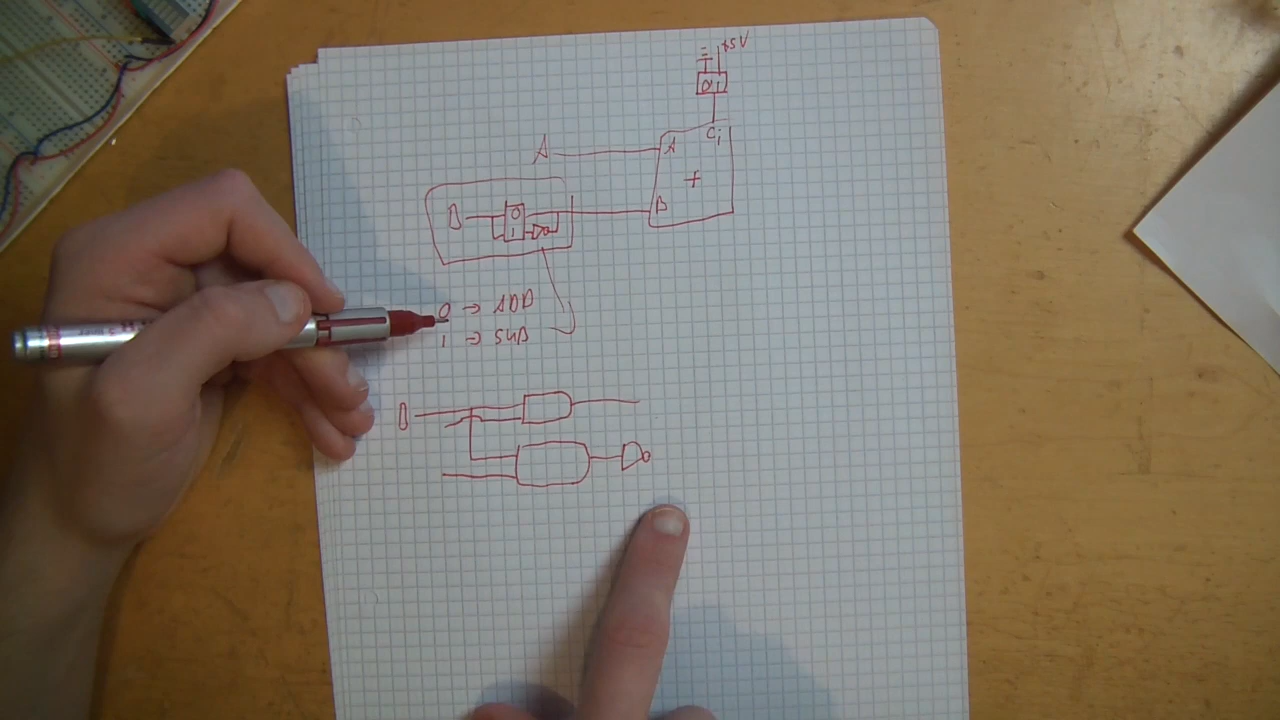 +5V
0 1
Ci
A A
+
B 0 B
1
0 → ADD
1 → SUB
B